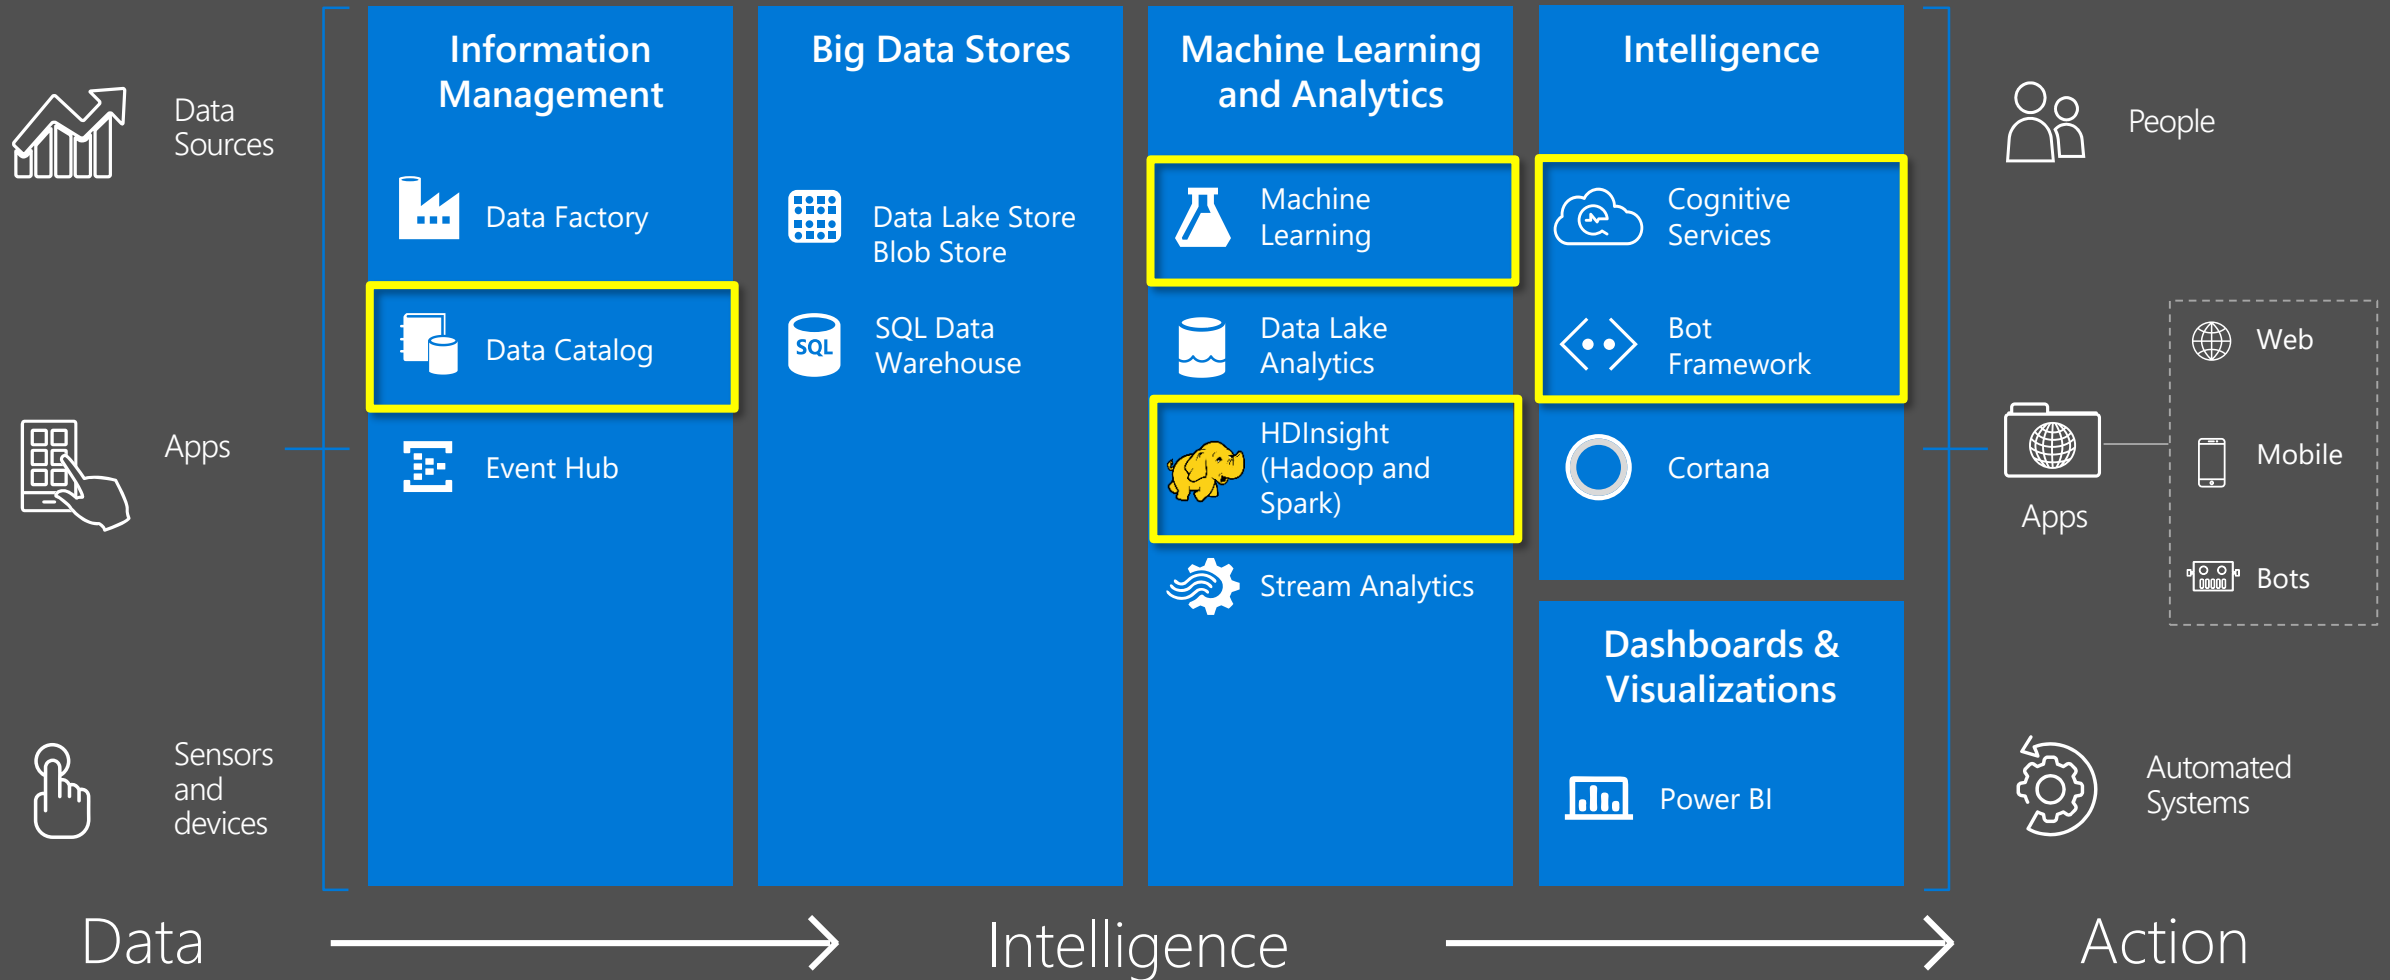 Data
Sources
Apps
Sensors
and
devices
Information
Management
Data Factory
Data Catalog
Event Hub
Big Data Stores
Data Lake Store
Blob Store
SQL
SQL Data
Warehouse
Machine Learning
and Analytics
Machine
Learning
Data Lake
Analytics
HDInsight
(Hadoop and
Spark)
Stream Analytics
Intelligence
Cognitive
Services
Bot
Framework
Cortana
Dashboards &
Visualizations
Power BI
People
Apps
Web
Mobile
Bots
Automated
Systems
Data
Intelligence
Action